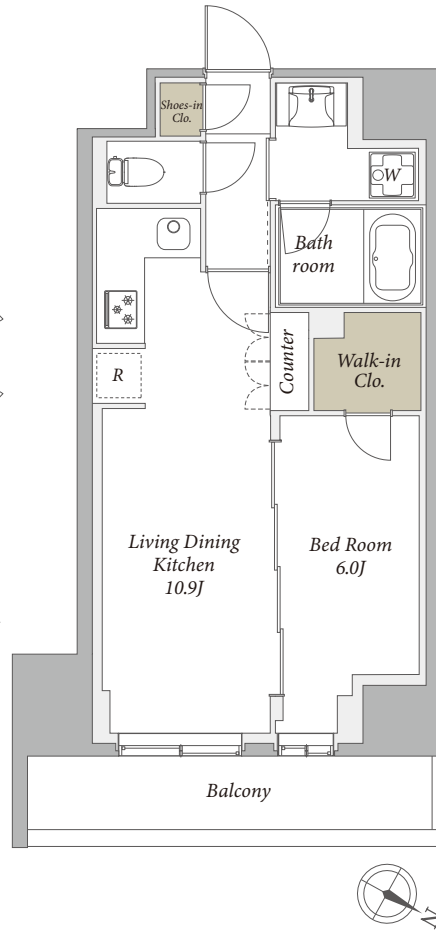 Shoes-in
Clo.
W
Bath
room
Counter
Walk-in
Clo.
R
Living Dining
Kitchen
10.9J
Bed Room
6.0J
Balcony
N